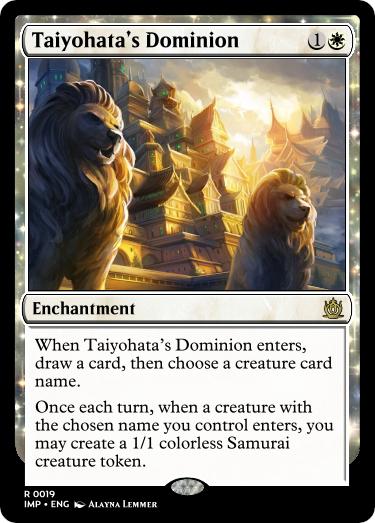 Taiyohata's Dominion
1
Enchantment
When Taiyohata's Dominion enters,
draw a card, then choose a creature card
name.
Once each turn, when a creature with
the chosen name you control enters, you
may create a 1/1 colorless Samurai
creature token.
R 0019
IMP • ENG Alayna Lemmer